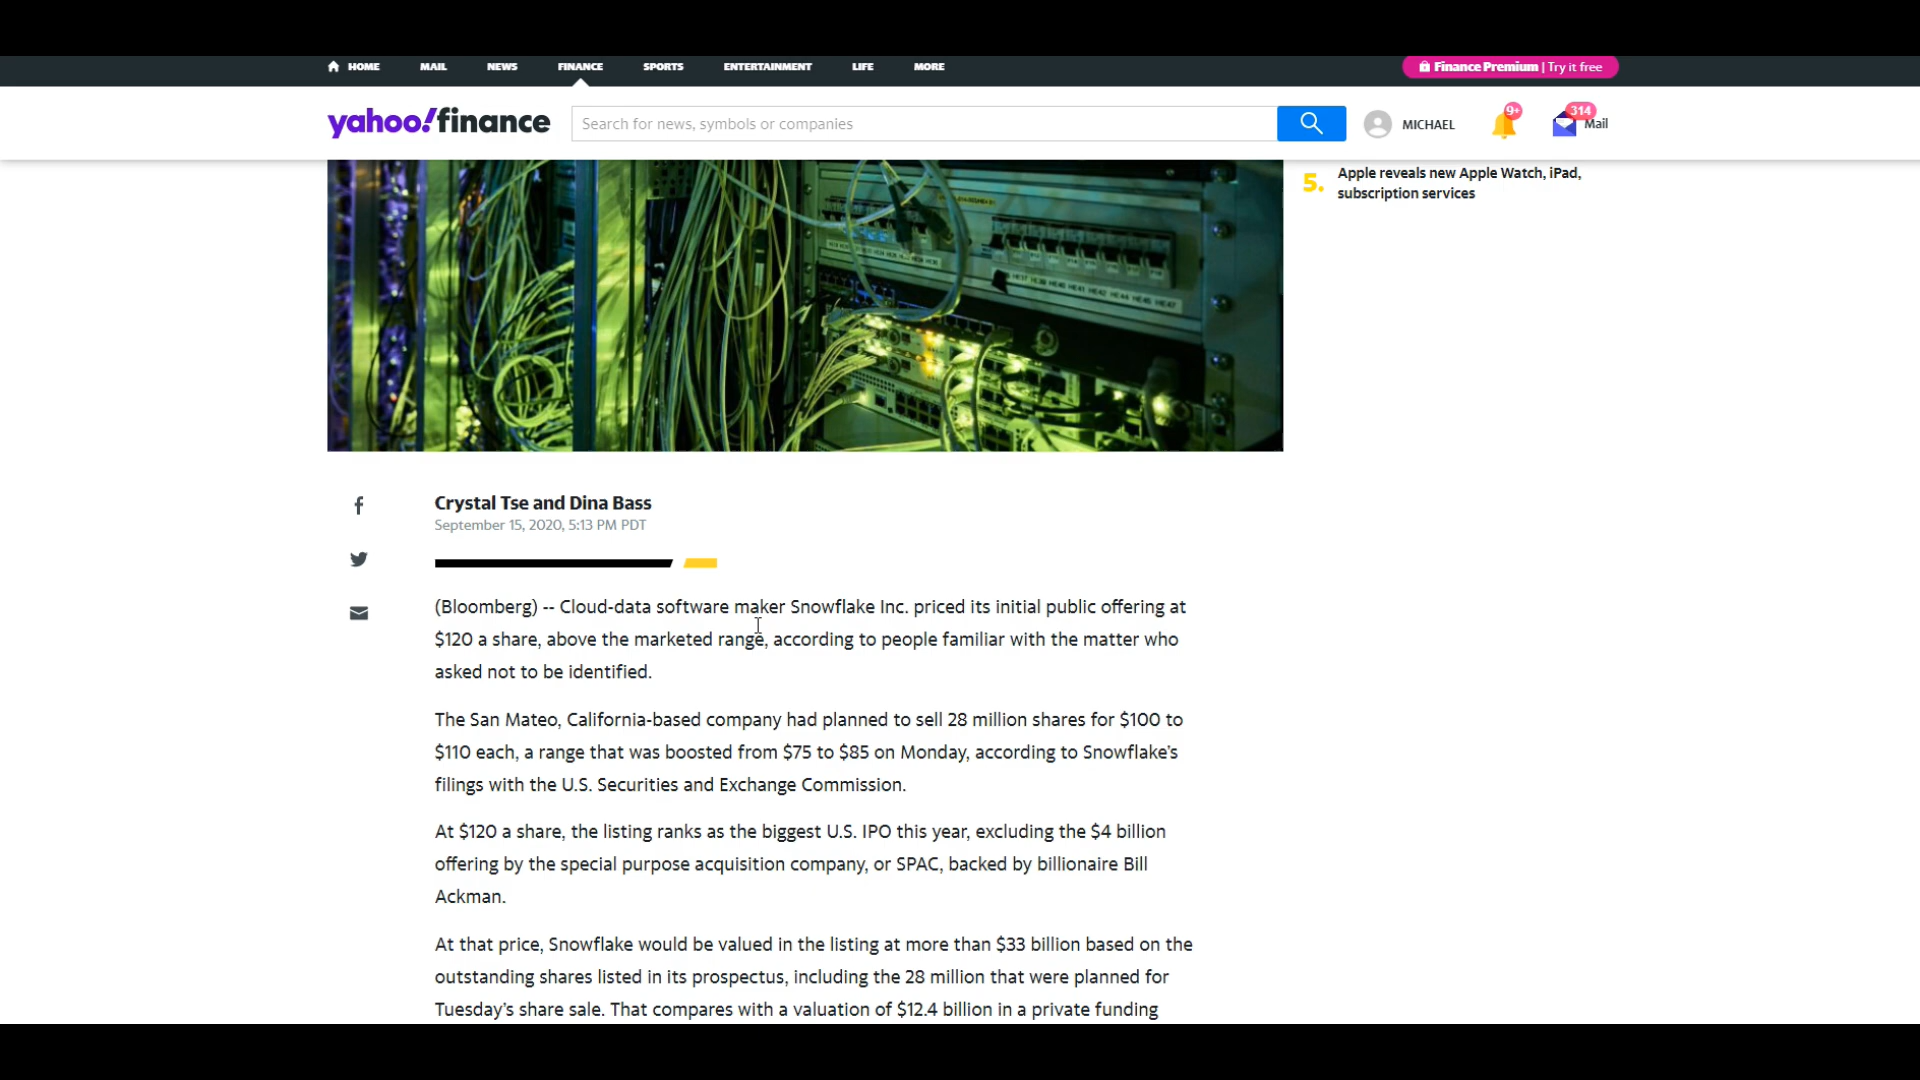 HOME MAIL NEWS FINANCE SPORTS ENTERTAINMENT LIFE MORE
Finance Premium | Try it free
yahoo!finance
Search for news, symbols or companies
MICHAEL
9+
314
Mail
5. Apple reveals new Apple Watch, iPad,
subscription services
Crystal Tse and Dina Bass
September 15, 2020, 5:13 PM PDT
(Bloomberg) -- Cloud-data software maker Snowflake Inc. priced its initial public offering at
$120 a share, above the marketed range, according to people familiar with the matter who
asked not to be identified.
The San Mateo, California-based company had planned to sell 28 million shares for $100 to
$110 each, a range that was boosted from $75 to $85 on Monday, according to Snowflake's
filings with the U.S. Securities and Exchange Commission.
At $120 a share, the listing ranks as the biggest U.S. IPO this year, excluding the $4 billion
offering by the special purpose acquisition company, or SPAC, backed by billionaire Bill
Ackman.
At that price, Snowflake would be valued in the listing at more than $33 billion based on the
outstanding shares listed in its prospectus, including the 28 million that were planned for
Tuesday's share sale. That compares with a valuation of $12.4 billion in a private funding